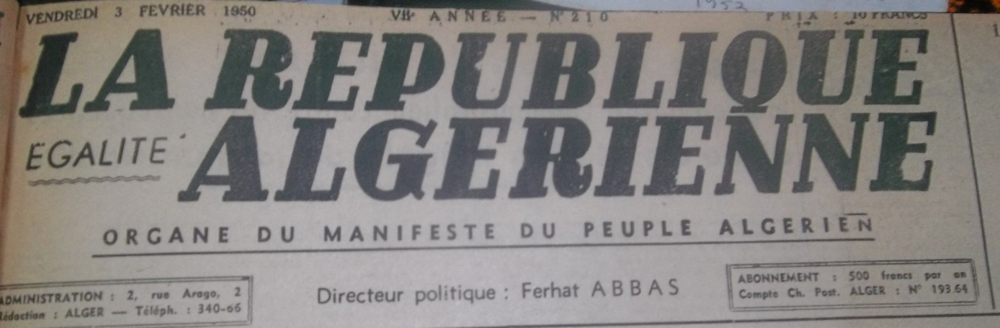 1952
VENDREDI 3 FEVRIER 1950 VIIe ANNÉE — N° 210 PRIX : 10 FRANCS
LA REPUBLIQUE
EGALITE ALGERIENNE
ORGANE DU MANIFESTE DU PEUPLE ALGERIEN
ADMINISTRATION : 2, rue Arago, 2
Rédaction : ALGER — Téléph. : 340-66
Directeur politique : Ferhat ABBAS
ABONNEMENT : 500 francs par an
Compte Ch. Post. ALGER : N° 193.64